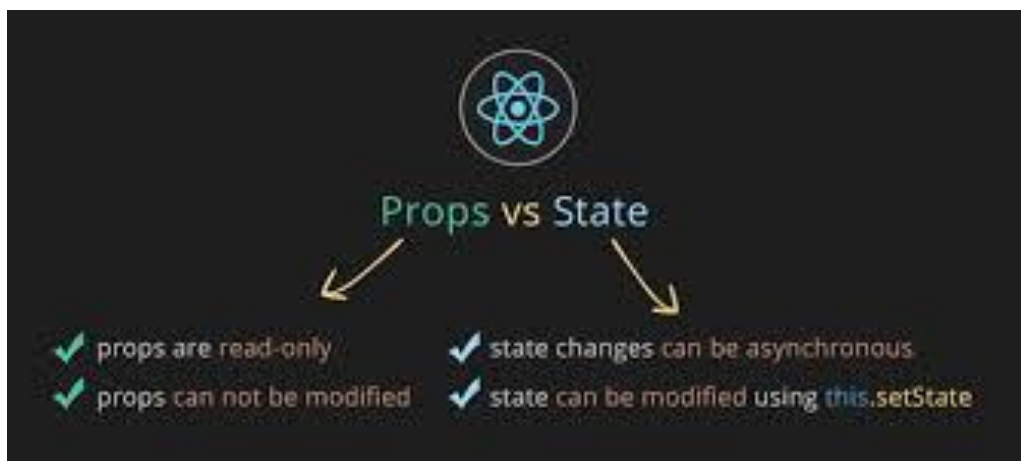 Props vs State
props are read-only
props can not be modified
state changes can be asynchronous
state can be modified using this.setState